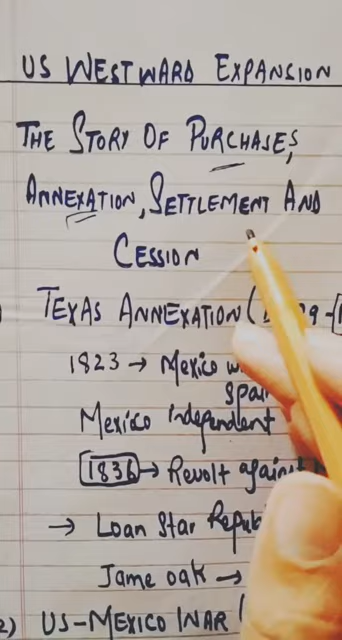 US WESTWARD EXPANSION
THE STORY OF PURCHASES,
ANNEXATION, SETTLEMENT AND
CESSION
TEXAS ANNEXATION (
1823 → Mexico
Spain
Mexico independent
1836 → Revolt against
→ Loan Star
Jame oak →
2) US-MEXICO WAR (